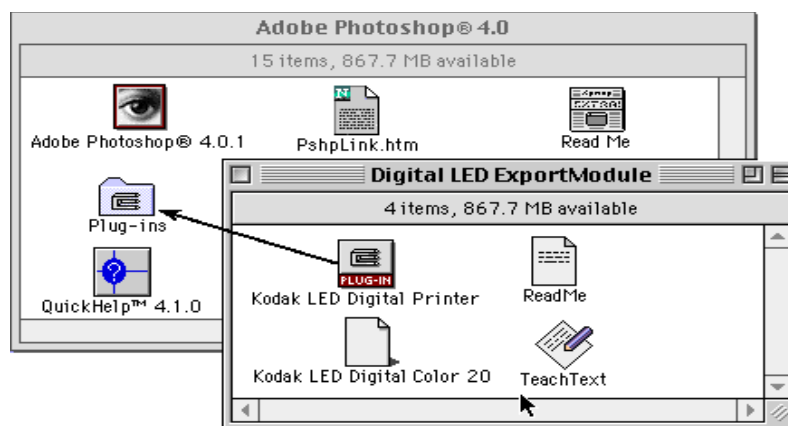 Adobe Photoshop® 4.0
15 items, 867.7 MB available
Adobe Photoshop® 4.0.1
PshpLink.htm
Read Me
Plug-ins
QuickHelp™ 4.1.0
Digital LED ExportModule
4 items, 867.7 MB available
PLUG-IN
Kodak LED Digital Printer
ReadMe
Kodak LED Digital Color 20
TeachText